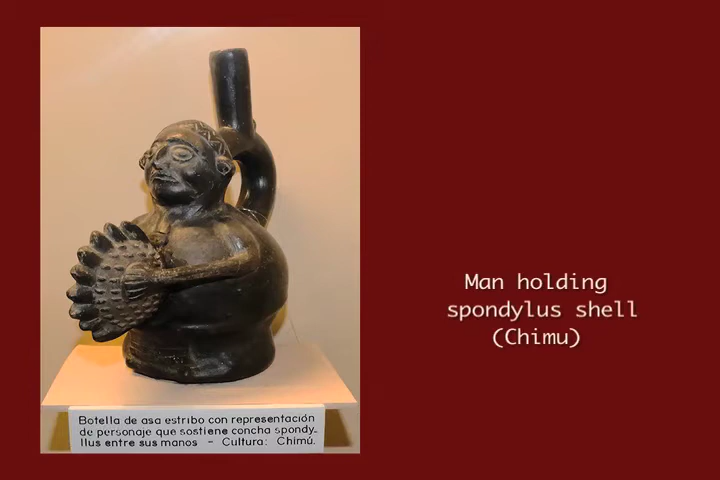 Man holding
spondylus shell
(Chimu)
Botella de asa estribo con representación
de personaje que sostiene concha spondy-
llus entre sus manos - Cultura: Chimú.